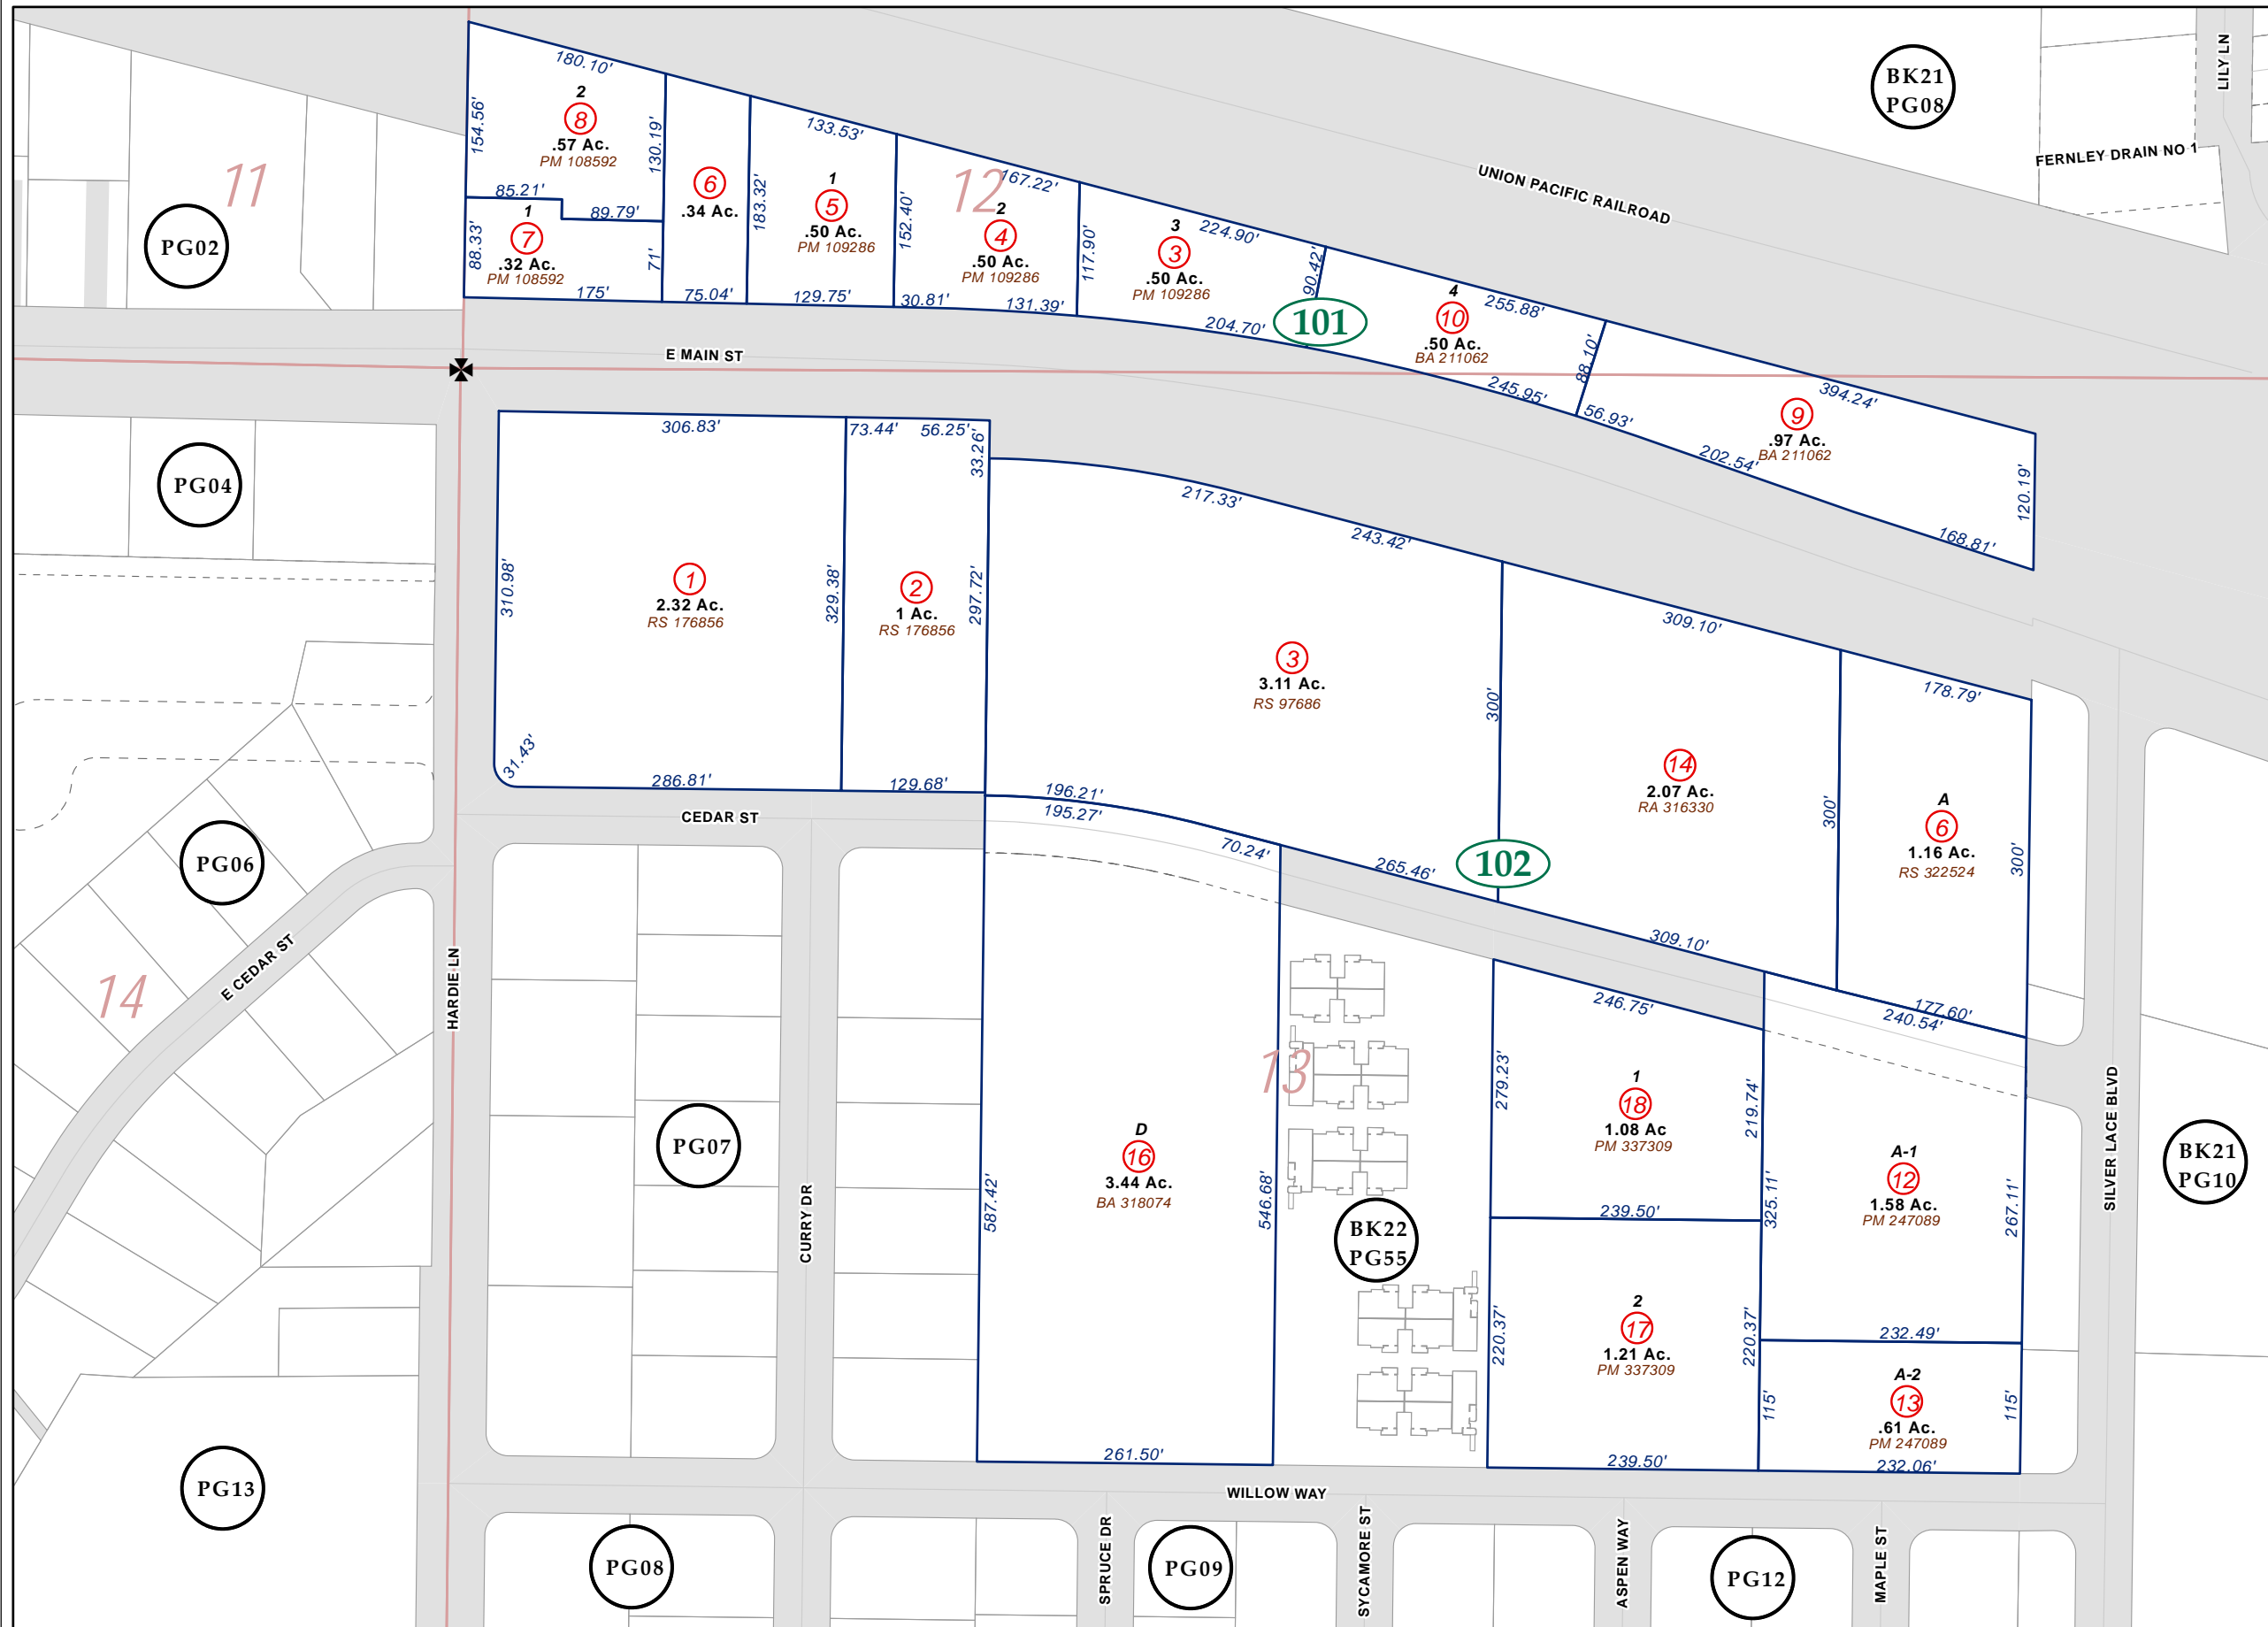 BK21
PG08
LILY LN
FERNLEY DRAIN NO 1
UNION PACIFIC RAILROAD
11
PG02
180.10'
154.56'
2
8
.57 Ac.
PM 108592
130.19'
85.21'
89.79'
88.33'
1
7
.32 Ac.
PM 108592
71'
175'
6
.34 Ac.
75.04'
183.32'
133.53'
1
5
.50 Ac.
PM 109286
129.75'
152.40'
12
167.22'
2
4
.50 Ac.
PM 109286
30.81'
131.39'
117.90'
3
3
224.90'
.50 Ac.
PM 109286
204.70'
90.42'
101
4
10
255.88'
.50 Ac.
BA 211062
245.95'
88.10'
56.93'
394.24'
9
.97 Ac.
BA 211062
202.54'
168.81'
120.19'
E MAIN ST
PG04
306.83'
310.98'
1
2.32 Ac.
RS 176856
31.43'
286.81'
329.38'
73.44'
56.25'
33.26'
2
1 Ac.
RS 176856
297.72'
129.68'
217.33'
243.42'
3
3.11 Ac.
RS 97686
300'
196.21'
195.27'
70.24'
265.46'
102
309.10'
14
2.07 Ac.
RA 316330
300'
309.10'
178.79'
A
6
1.16 Ac.
RS 322524
300'
177.60'
240.54'
CEDAR ST
PG06
E CEDAR ST
14
HARDIE LN
PG07
CURRY DR
D
16
3.44 Ac.
BA 318074
587.42'
546.68'
261.50'
13
BK22
PG55
246.75'
279.23'
1
18
1.08 Ac
PM 337309
219.74'
239.50'
325.11'
2
17
1.21 Ac.
PM 337309
220.37'
220.37'
239.50'
A-1
12
1.58 Ac.
PM 247089
267.11'
232.49'
A-2
13
.61 Ac.
PM 247089
115'
115'
232.06'
SILVER LACE BLVD
BK21
PG10
PG13
WILLOW WAY
PG08
SPRUCE DR
PG09
SYCAMORE ST
ASPEN WAY
PG12
MAPLE ST